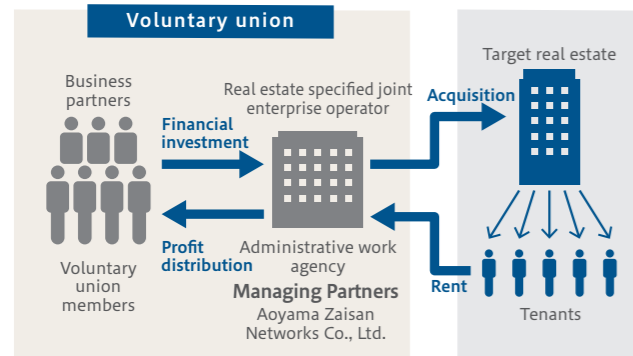 Voluntary union
Business
partners
Financial
investment
Profit
distribution
Voluntary
union
members
Real estate specified joint
enterprise operator
Administrative work
agency
Managing Partners
Aoyama Zaisan
Networks Co., Ltd.
Acquisition
Rent
Target real estate
Tenants